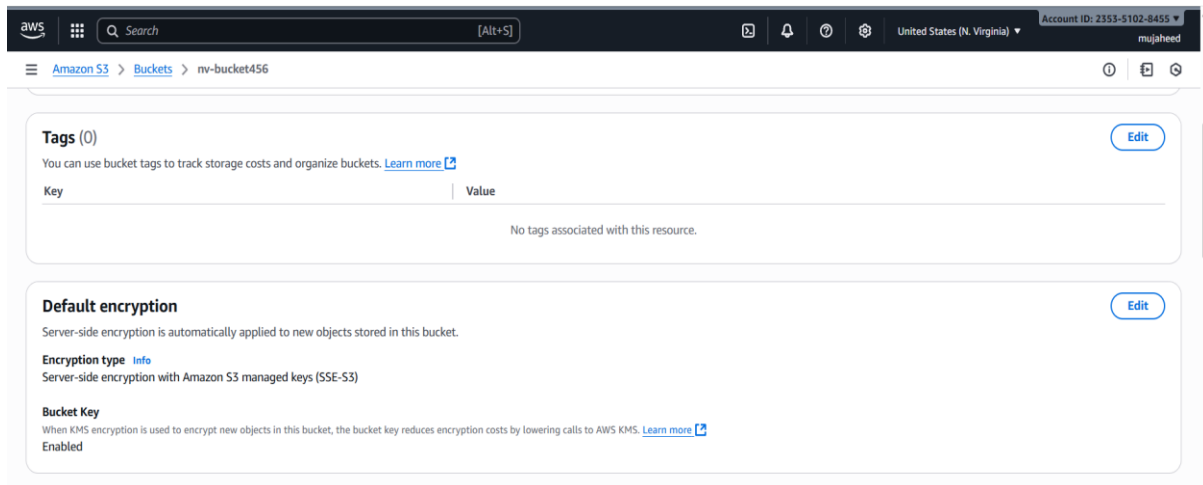 aws
Search [Alt+S]
United States (N. Virginia)
Account ID: 2353-5102-8455
mujaheed
Amazon S3 > Buckets > nv-bucket456
Tags (0)
Edit
You can use bucket tags to track storage costs and organize buckets. Learn more
Key Value
No tags associated with this resource.
Default encryption
Edit
Server-side encryption is automatically applied to new objects stored in this bucket.
Encryption type Info
Server-side encryption with Amazon S3 managed keys (SSE-S3)
Bucket Key
When KMS encryption is used to encrypt new objects in this bucket, the bucket key reduces encryption costs by lowering calls to AWS KMS. Learn more
Enabled